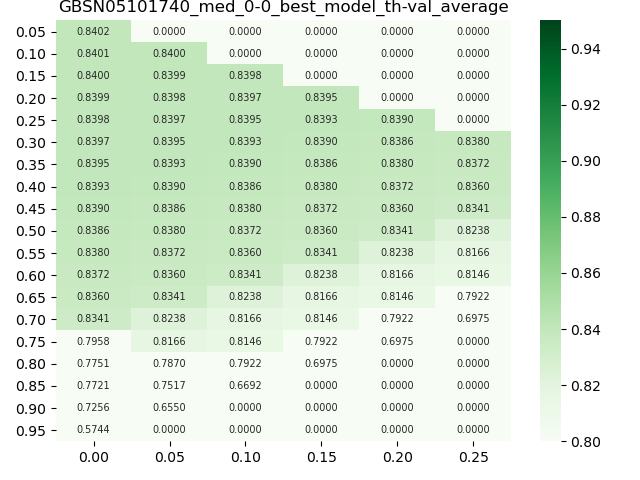 GBSN05101740_med_0-0_best_model_th-val_average
0.05 0.8402 0.0000 0.0000 0.0000 0.0000 0.0000
0.10 0.8401 0.8400 0.0000 0.0000 0.0000 0.0000
0.15 0.8400 0.8399 0.8398 0.0000 0.0000 0.0000
0.20 0.8399 0.8398 0.8397 0.8395 0.0000 0.0000
0.25 0.8398 0.8397 0.8395 0.8393 0.8390 0.0000
0.30 0.8397 0.8395 0.8393 0.8390 0.8386 0.8380
0.35 0.8395 0.8393 0.8390 0.8386 0.8380 0.8372
0.40 0.8393 0.8390 0.8386 0.8380 0.8372 0.8360
0.45 0.8390 0.8386 0.8380 0.8372 0.8360 0.8341
0.50 0.8386 0.8380 0.8372 0.8360 0.8341 0.8238
0.55 0.8380 0.8372 0.8360 0.8341 0.8238 0.8166
0.60 0.8372 0.8360 0.8341 0.8238 0.8166 0.8146
0.65 0.8360 0.8341 0.8238 0.8166 0.8146 0.7922
0.70 0.8341 0.8238 0.8166 0.8146 0.7922 0.6975
0.75 0.7958 0.8166 0.8146 0.7922 0.6975 0.0000
0.80 0.7751 0.7870 0.7922 0.6975 0.0000 0.0000
0.85 0.7721 0.7517 0.6692 0.0000 0.0000 0.0000
0.90 0.7256 0.6550 0.0000 0.0000 0.0000 0.0000
0.95 0.5744 0.0000 0.0000 0.0000 0.0000 0.0000
0.00 0.05 0.10 0.15 0.20 0.25
0.94
0.92
0.90
0.88
0.86
0.84
0.82
0.80